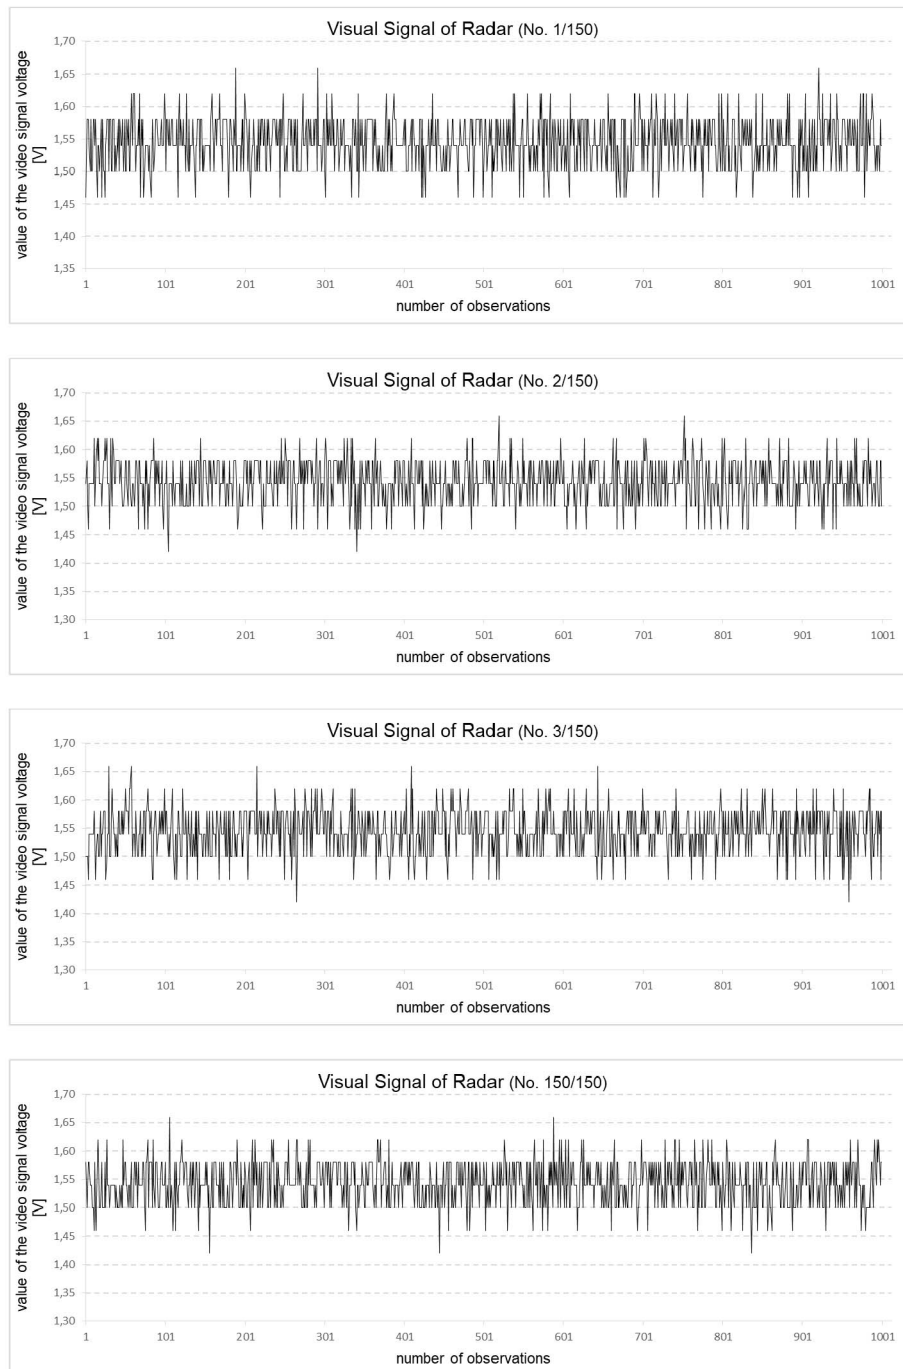 Visual Signal of Radar (No. 1/150)
value of the video signal voltage
[V]
1,70
1,65
1,60
1,55
1,50
1,45
1,40
1,35
1 101 201 301 401 501 601 701 801 901 1001
number of observations
Visual Signal of Radar (No. 2/150)
value of the video signal voltage
[V]
1,70
1,65
1,60
1,55
1,50
1,45
1,40
1,35
1,30
1 101 201 301 401 501 601 701 801 901 1001
number of observations
Visual Signal of Radar (No. 3/150)
value of the video signal voltage
[V]
1,70
1,65
1,60
1,55
1,50
1,45
1,40
1,35
1,30
1 101 201 301 401 501 601 701 801 901 1001
number of observations
Visual Signal of Radar (No. 150/150)
value of the video signal voltage
[V]
1,70
1,65
1,60
1,55
1,50
1,45
1,40
1,35
1,30
1 101 201 301 401 501 601 701 801 901 1001
number of observations